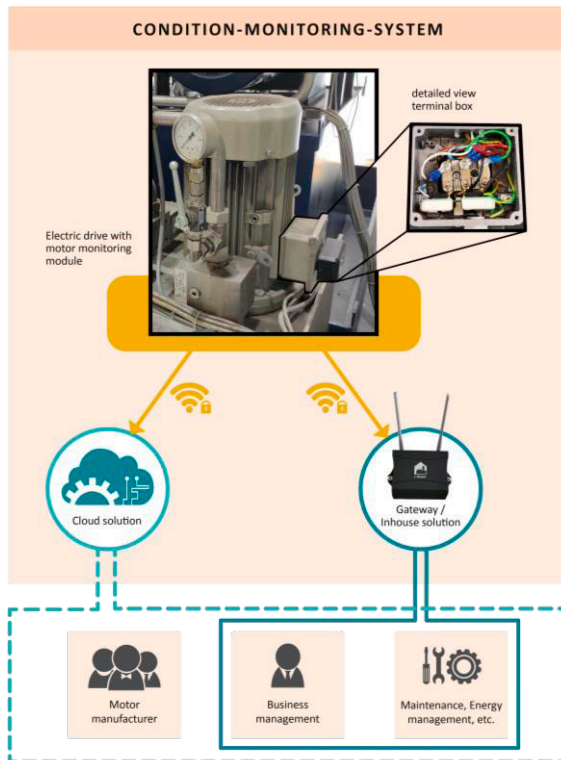 CONDITION-MONITORING-SYSTEM
detailed view
terminal box
Electric drive with
motor monitoring
module
Cloud solution
Gateway /
Inhouse solution
Motor
manufacturer
Business
management
Maintenance, Energy
management, etc.